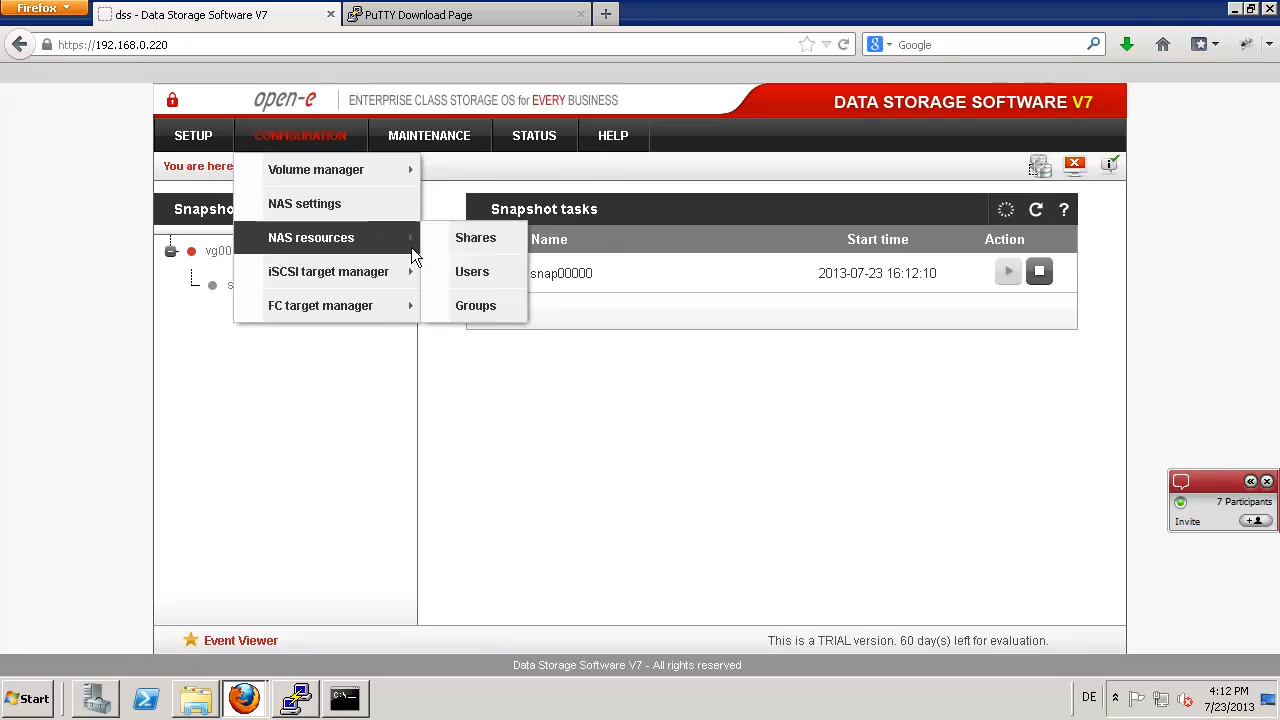 Firefox
dss - Data Storage Software V7
PuTTY Download Page
https://192.168.0.220
Google
open-e
ENTERPRISE CLASS STORAGE OS for EVERY BUSINESS
DATA STORAGE SOFTWARE V7
SETUP
CONFIGURATION
MAINTENANCE
STATUS
HELP
You are here
Volume manager
NAS settings
NAS resources
iSCSI target manager
FC target manager
Shares
Users
Groups
Snapsho
vg00
s
Snapshot tasks
?
Name
Start time
Action
snap00000
2013-07-23 16:12:10
7 Participants
Invite
Event Viewer
This is a TRIAL version. 60 day(s) left for evaluation.
Data Storage Software V7 - All rights reserved
Start
DE
4:12 PM
7/23/2013